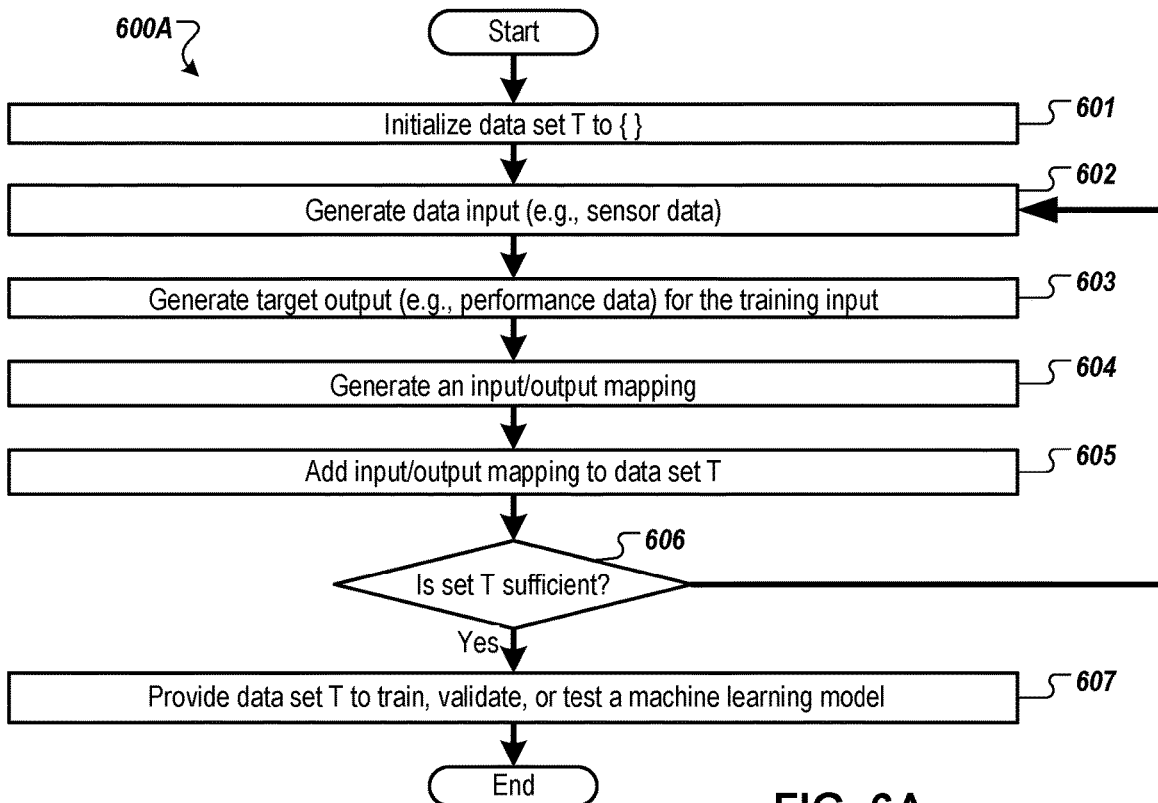 600A
Start
Initialize data set T to { }
601
602
Generate data input (e.g., sensor data)
Generate target output (e.g., performance data) for the training input
603
Generate an input/output mapping
604
Add input/output mapping to data set T
605
606
Is set T sufficient?
Yes
Provide data set T to train, validate, or test a machine learning model
607
End
FIG. 6A